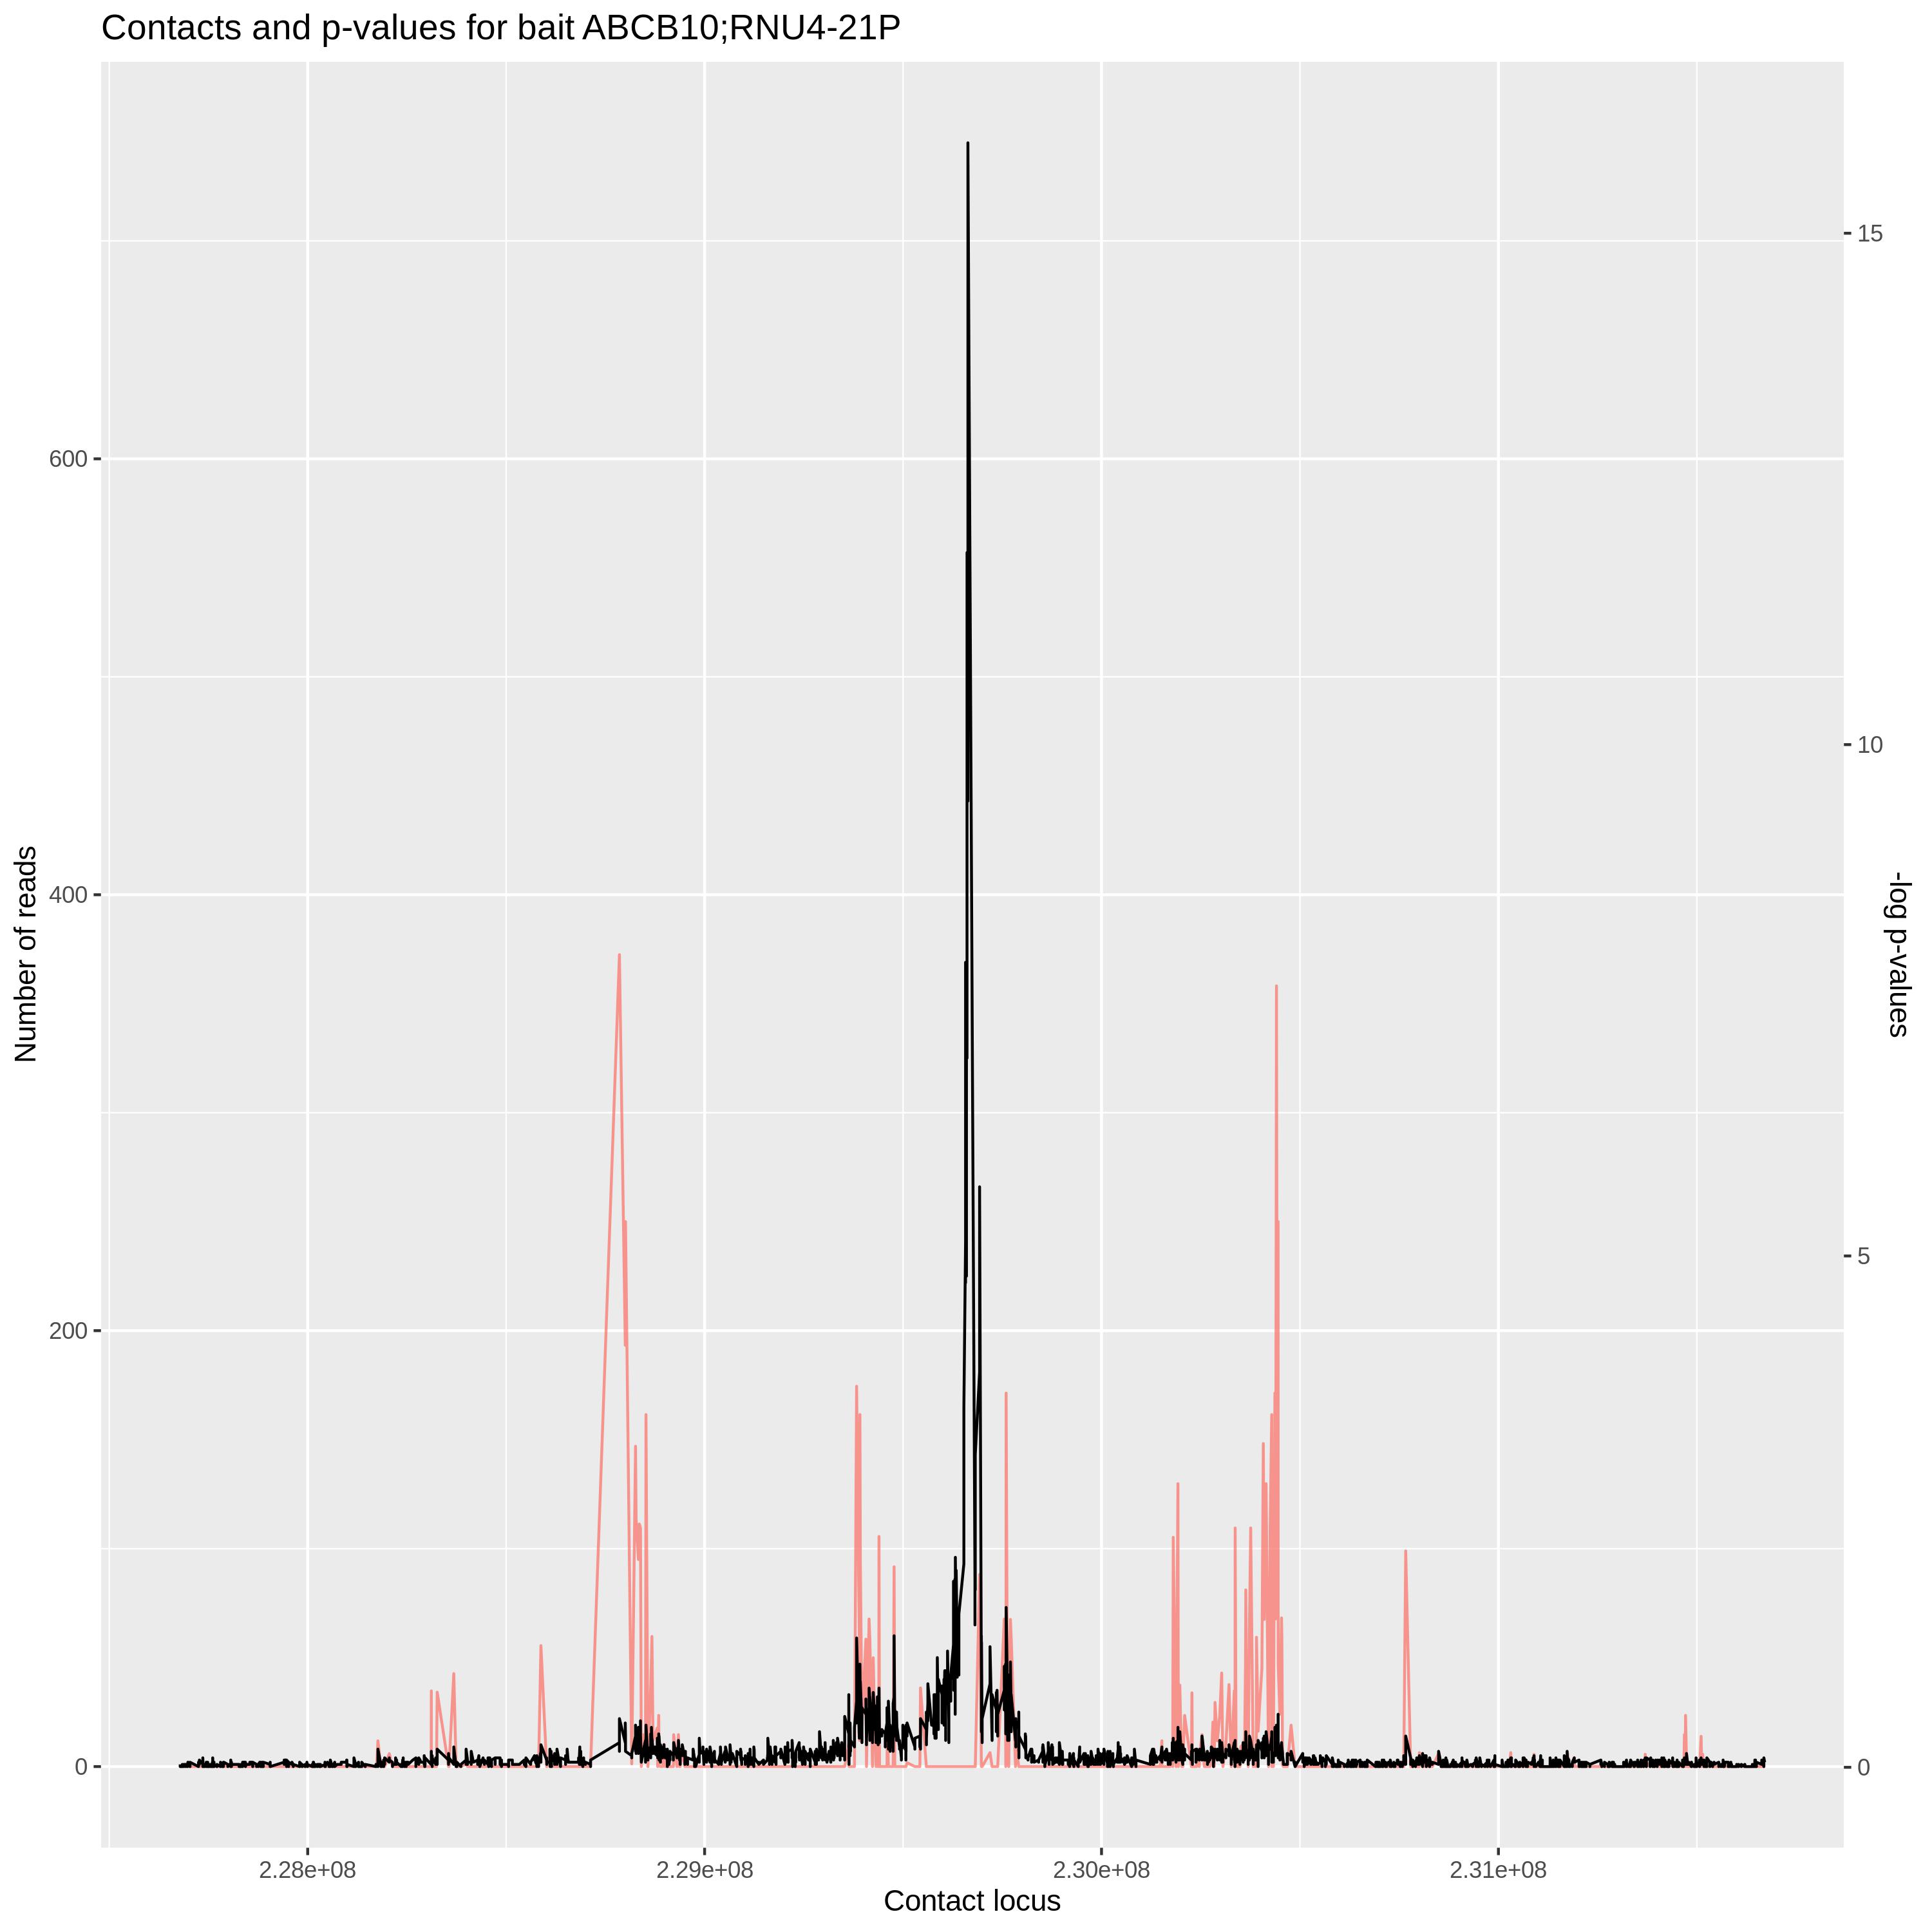 Contacts and p-values for bait ABCB10;RNU4-21P
15
600
10
400
Number of reads
-log p-values
5
200
0
0
2.28e+08
2.29e+08
2.30e+08
2.31e+08
Contact locus